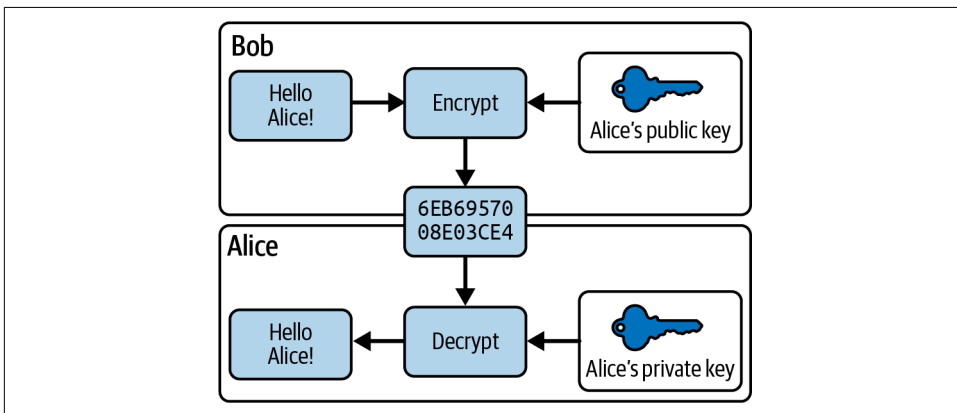 Bob
Hello
Alice!
Encrypt
Alice's public key
6EB69570
08E03CE4
Alice
Hello
Alice!
Decrypt
Alice's private key